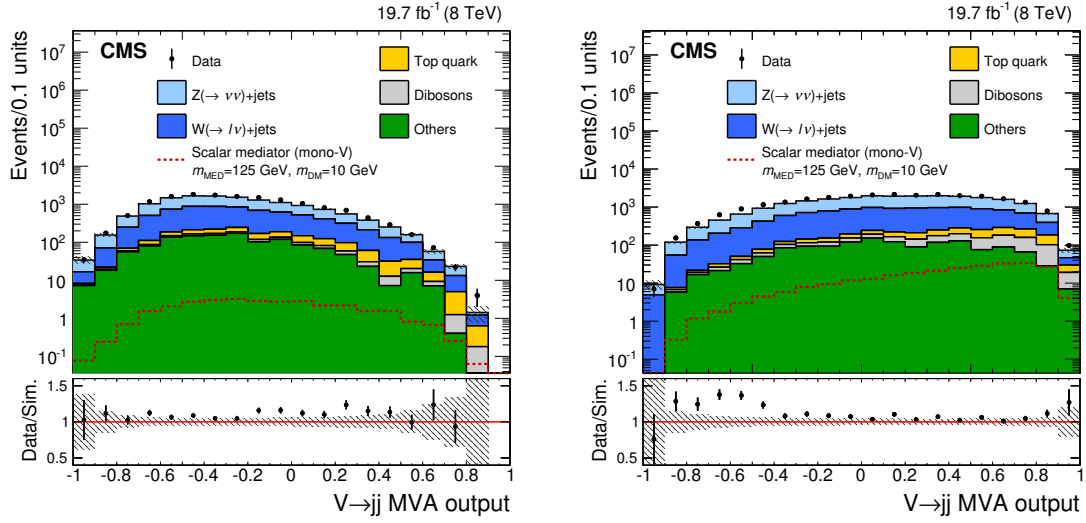 19.7 fb⁻¹ (8 TeV)
CMS
Data
Z(→ νν)+jets
W(→ lν)+jets
Top quark
Dibosons
Others
Scalar mediator (mono-V)
m_MED=125 GeV, m_DM=10 GeV
Events/0.1 units
10⁷
10⁶
10⁵
10⁴
10³
10²
10
1
10⁻¹
Data/Sim.
1.5
1
0.5
-1 -0.8 -0.6 -0.4 -0.2 0 0.2 0.4 0.6 0.8 1
V→jj MVA output
19.7 fb⁻¹ (8 TeV)
CMS
Data
Z(→ νν)+jets
W(→ lν)+jets
Top quark
Dibosons
Others
Scalar mediator (mono-V)
m_MED=125 GeV, m_DM=10 GeV
Events/0.1 units
10⁷
10⁶
10⁵
10⁴
10³
10²
10
1
10⁻¹
Data/Sim.
1.5
1
0.5
-1 -0.8 -0.6 -0.4 -0.2 0 0.2 0.4 0.6 0.8 1
V→jj MVA output